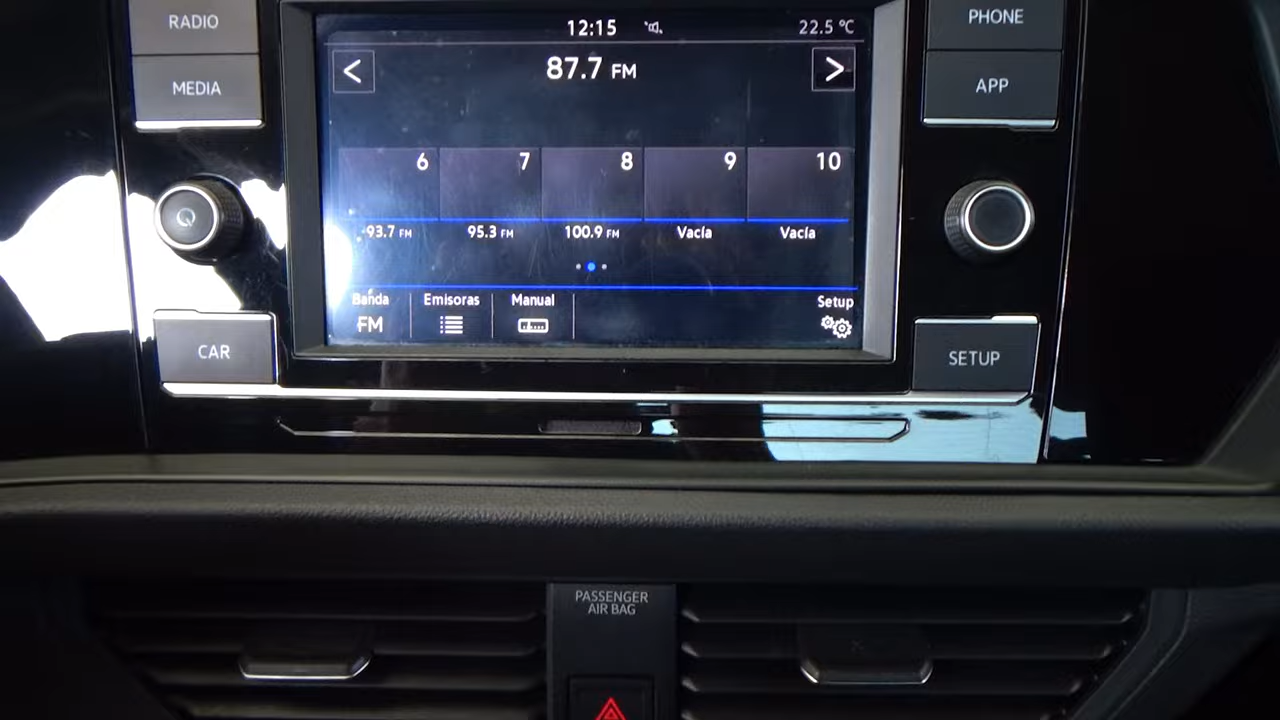 RADIO
12:15
22.5 °C
PHONE
MEDIA
< 87.7 FM >
APP
6 7 8 9 10
93.7 FM 95.3 FM 100.9 FM Vacía Vacía
Banda Emisoras Manual Setup
FM
CAR
SETUP
PASSENGER
AIR BAG